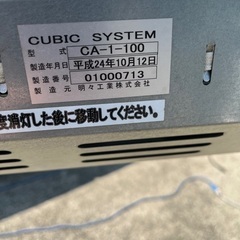 CUBIC SYSTEM
型式 CA-1-100
製造年月日 平成24年10月12日
製造番号 01000713
製造元 明々工業株式会社
度消灯した後に移動してください。